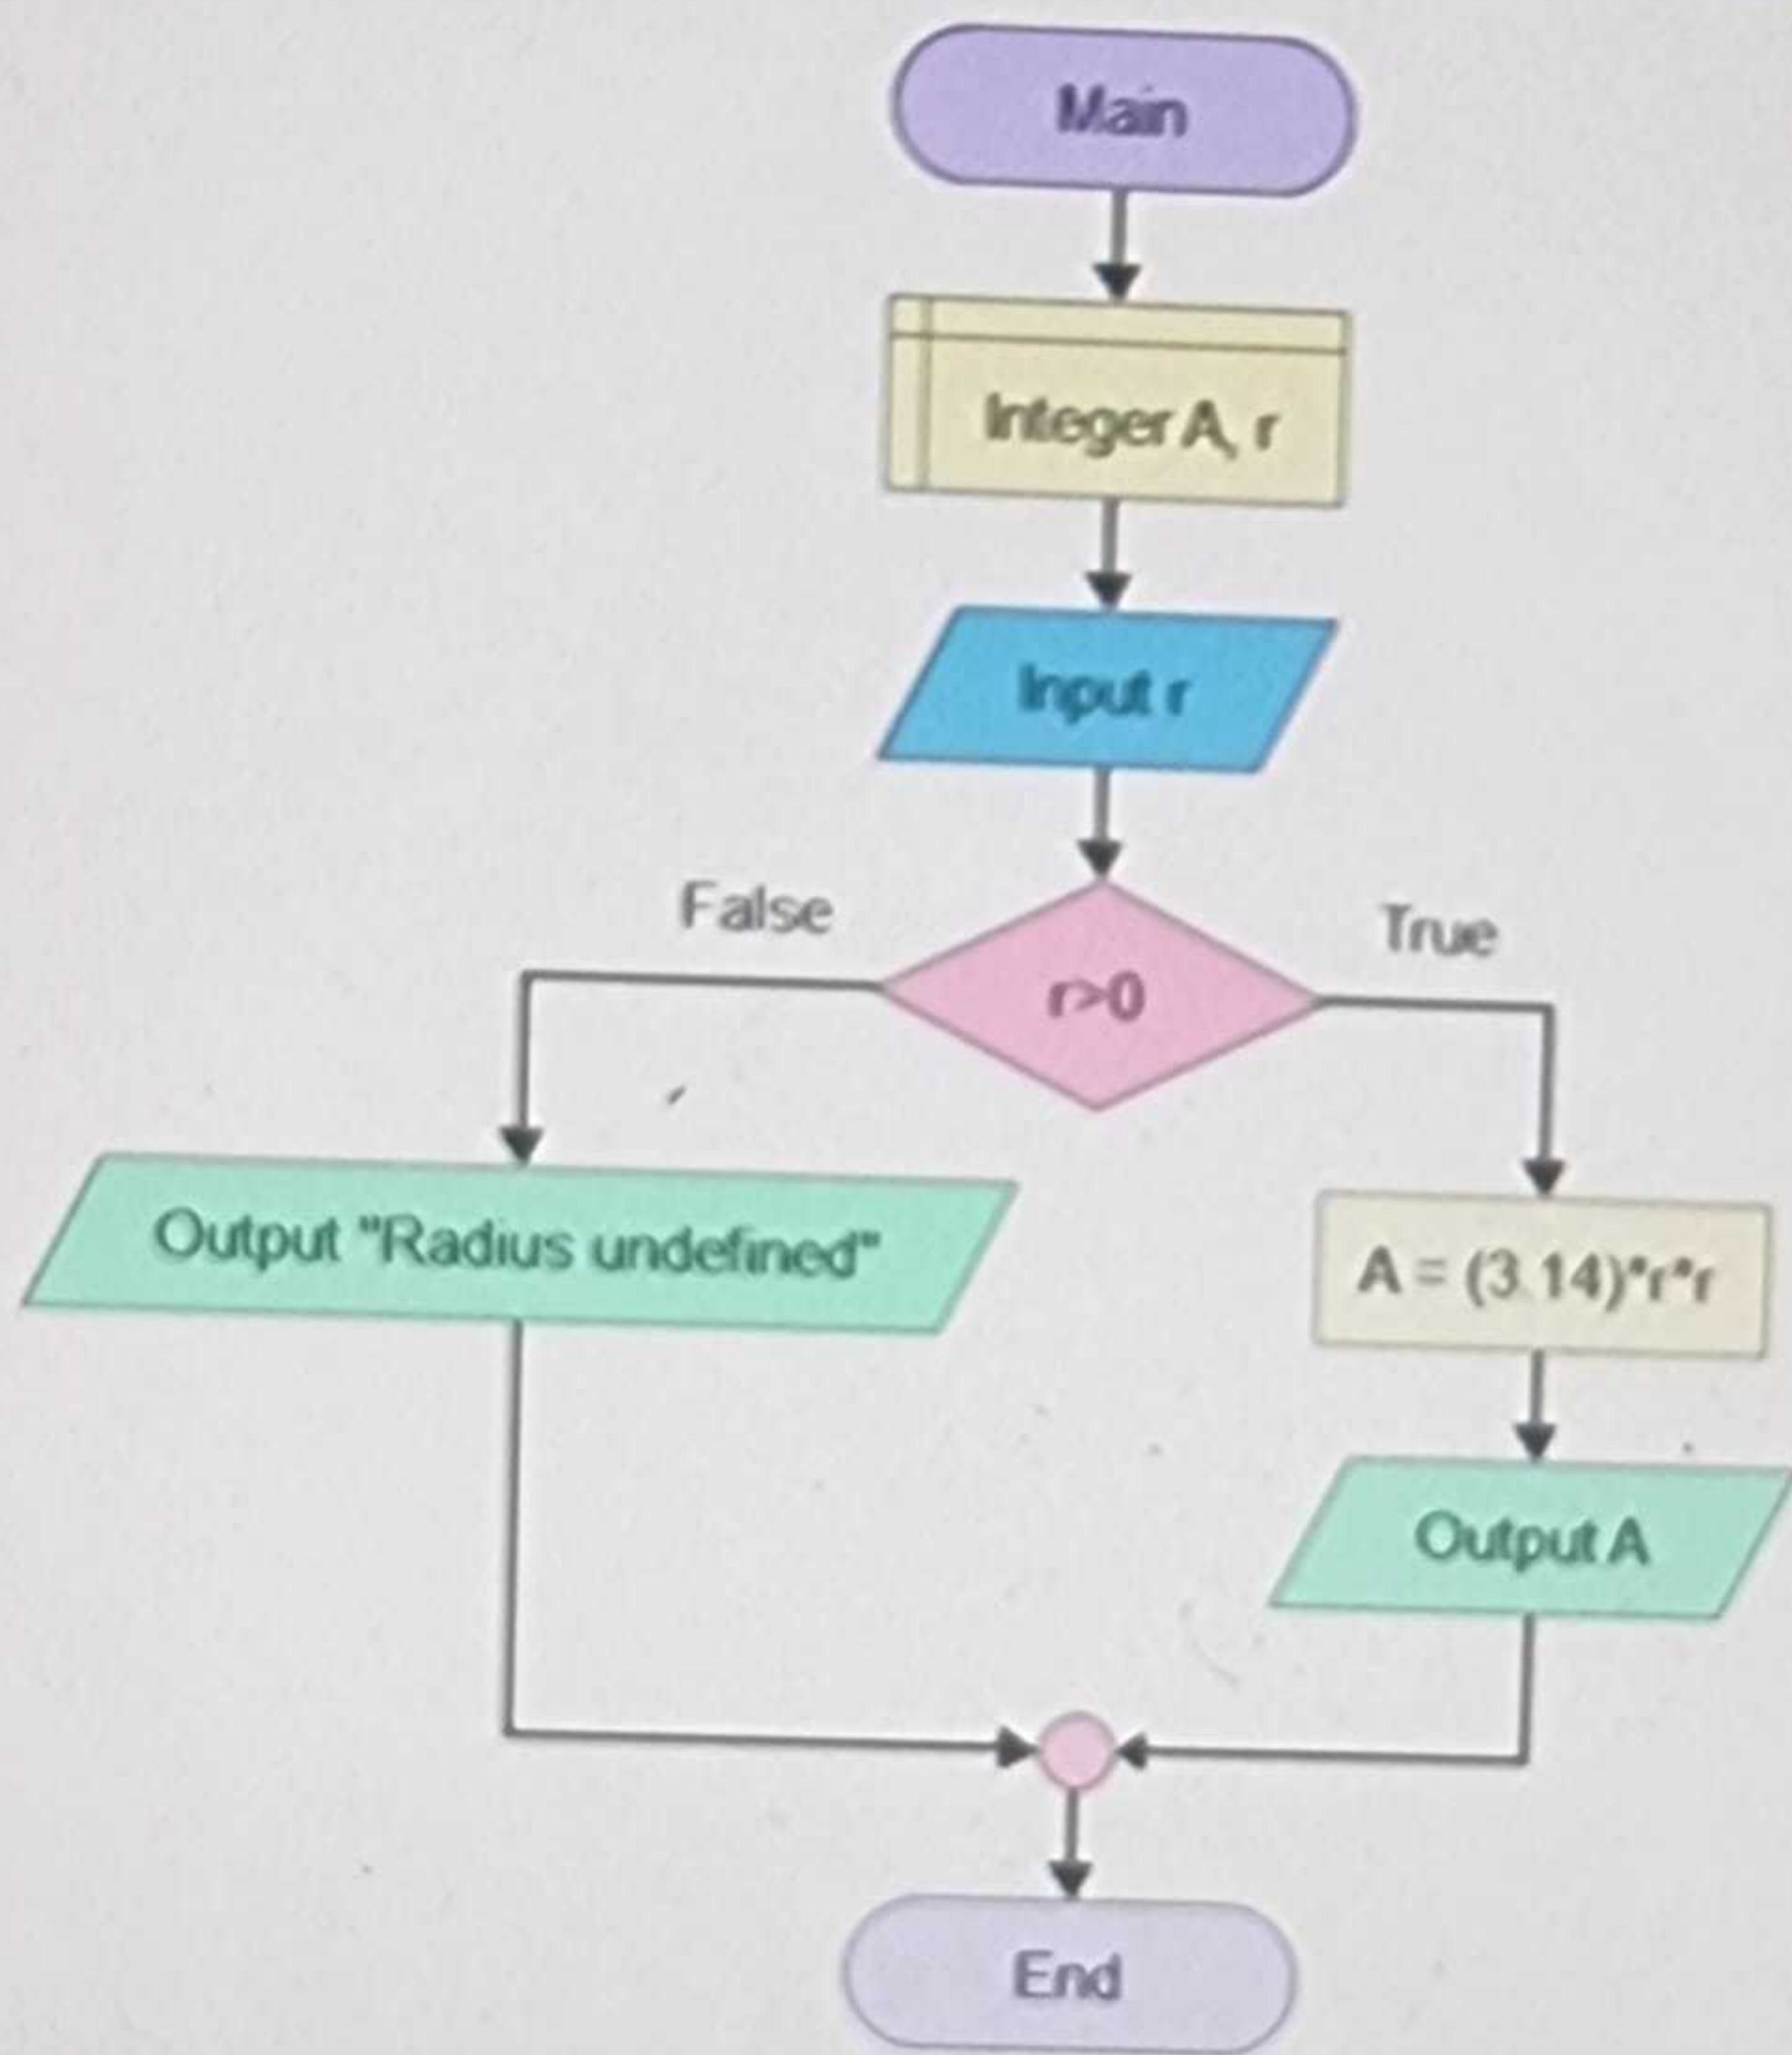 Main
Integer A, r
Input r
False
True
r>0
Output "Radius undefined"
A = (3.14)*r*r
Output A
End